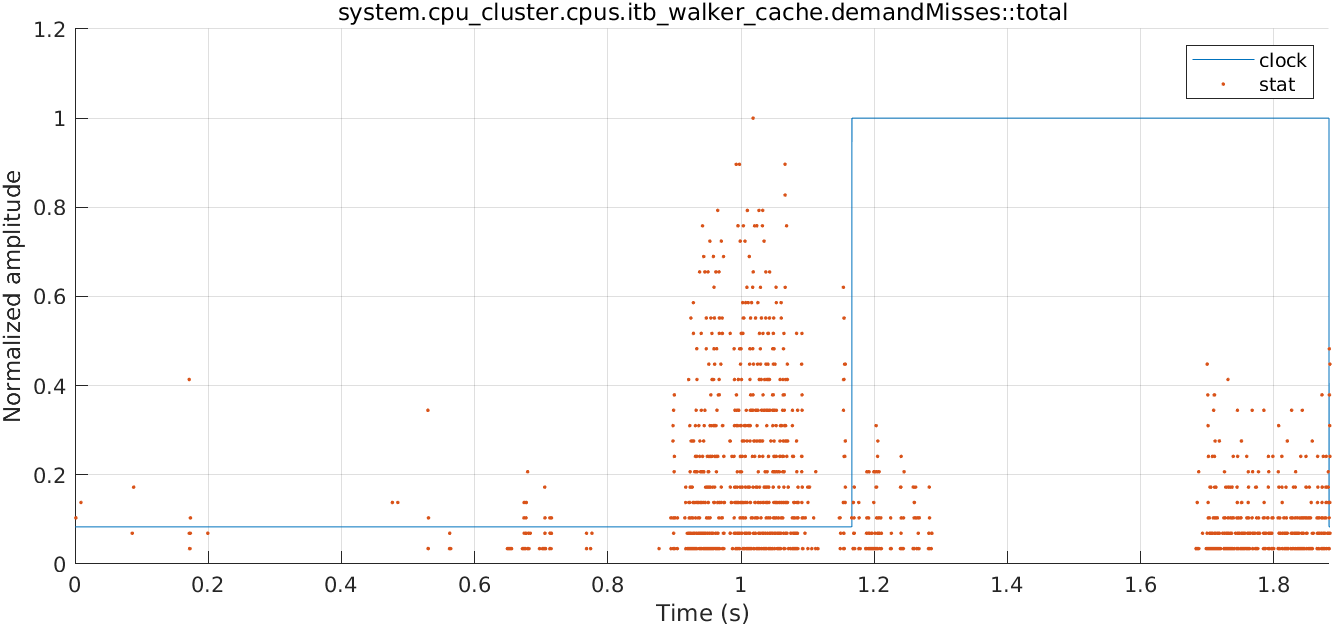 system.cpu_cluster.cpus.itb_walker_cache.demandMisses::total
clock
stat
Normalized amplitude
1.2
1
0.8
0.6
0.4
0.2
0
0 0.2 0.4 0.6 0.8 1 1.2 1.4 1.6 1.8
Time (s)